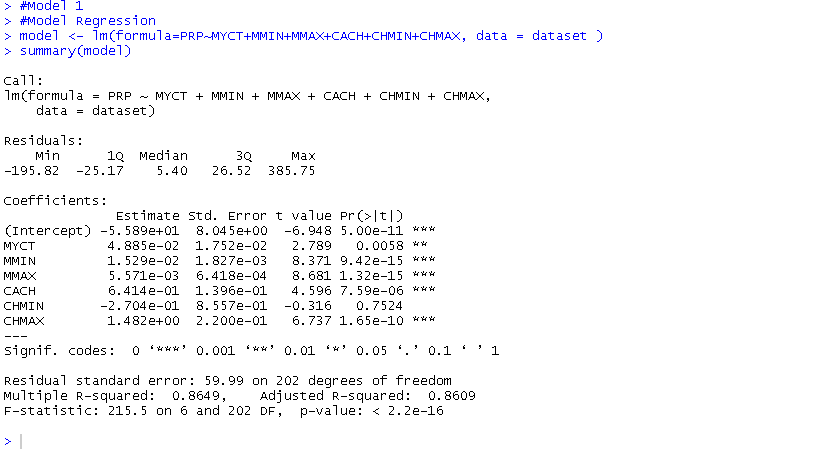 > #Model 1
> #Model Regression
> model <- lm(formula=PRP~MYCT+MMIN+MMAX+CACH+CHMIN+CHMAX, data = dataset )
> summary(model)
Call:
lm(formula = PRP ~ MYCT + MMIN + MMAX + CACH + CHMIN + CHMAX,
    data = dataset)
Residuals:
    Min      1Q  Median      3Q     Max
-195.82  -25.17    5.40   26.52  385.75
Coefficients:
              Estimate Std. Error t value Pr(>|t|)
(Intercept) -5.589e+01  8.045e+00  -6.948 5.00e-11 ***
MYCT         4.885e-02  1.752e-02   2.789   0.0058 **
MMIN         1.529e-02  1.827e-03   8.371 9.42e-15 ***
MMAX         5.571e-03  6.418e-04   8.681 1.32e-15 ***
CACH         6.414e-01  1.396e-01   4.596 7.59e-06 ***
CHMIN       -2.704e-01  8.557e-01  -0.316   0.7524
CHMAX        1.482e+00  2.200e-01   6.737 1.65e-10 ***
---
Signif. codes:  0 ‘***’ 0.001 ‘**’ 0.01 ‘*’ 0.05 ‘.’ 0.1 ‘ ’ 1
Residual standard error: 59.99 on 202 degrees of freedom
Multiple R-squared:  0.8649,    Adjusted R-squared:  0.8609
F-statistic: 215.5 on 6 and 202 DF,  p-value: < 2.2e-16
>